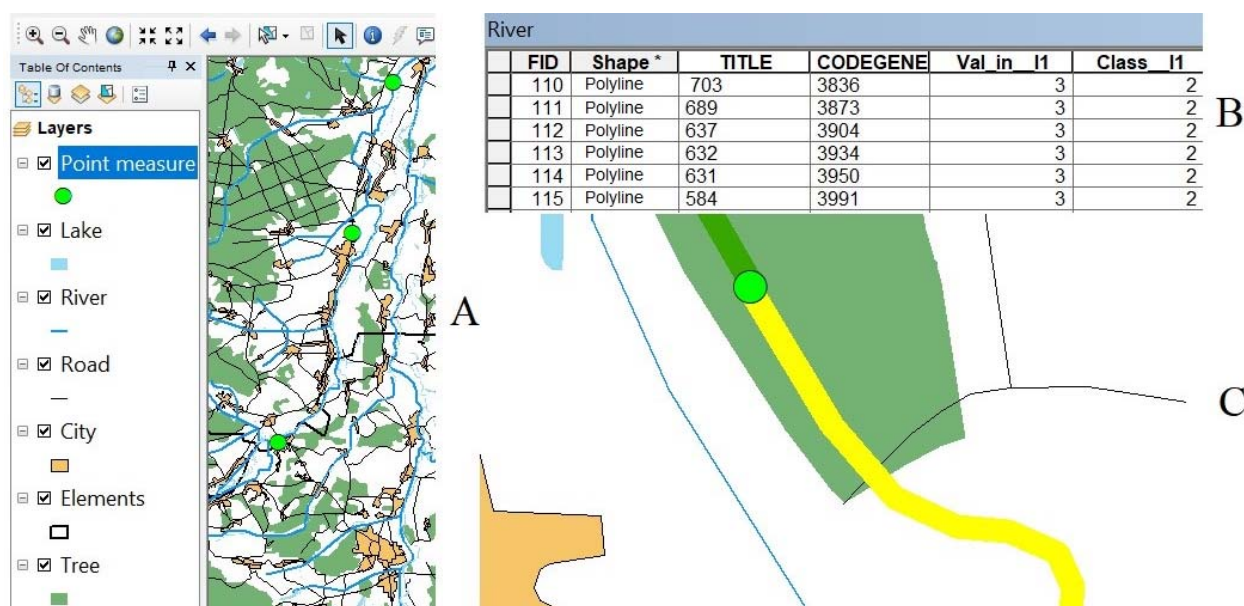 Table Of Contents
Layers
Point measure
Lake
River
Road
City
Elements
Tree
A
River
FID Shape * TITLE CODEGENE Val_in__I1 Class__I1
110 Polyline 703 3836 3 2
111 Polyline 689 3873 3 2
112 Polyline 637 3904 3 2
113 Polyline 632 3934 3 2
114 Polyline 631 3950 3 2
115 Polyline 584 3991 3 2
B
C